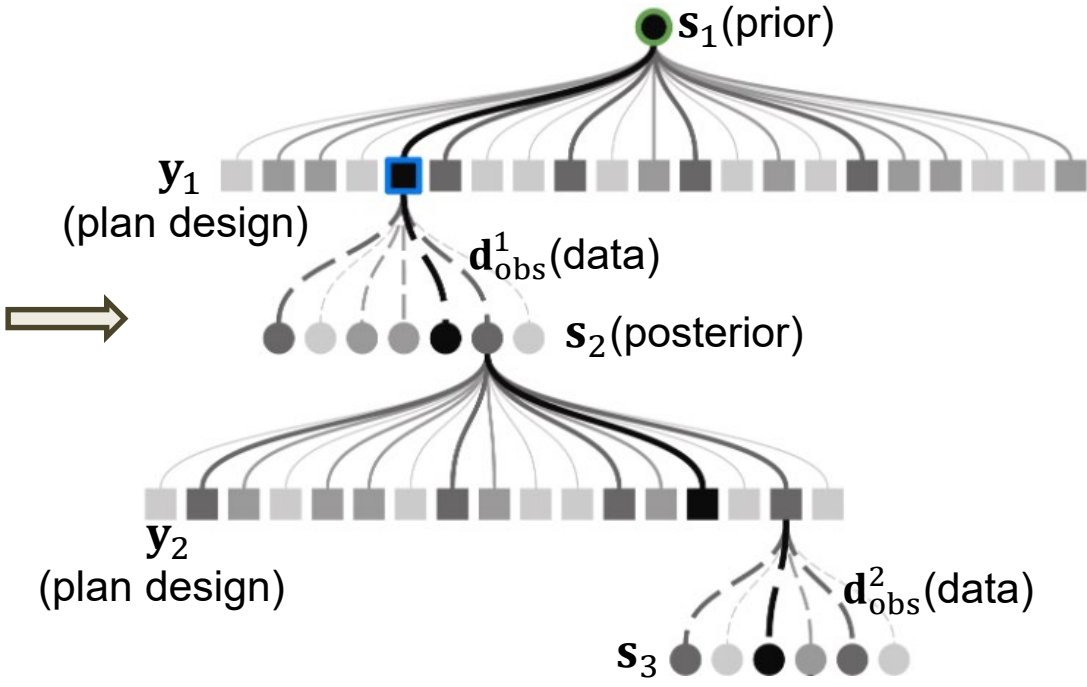 𝐬₁(prior)
𝐲₁
(plan design)
𝐝¹obs(data)
𝐬₂(posterior)
𝐲₂
(plan design)
𝐝²obs(data)
𝐬₃